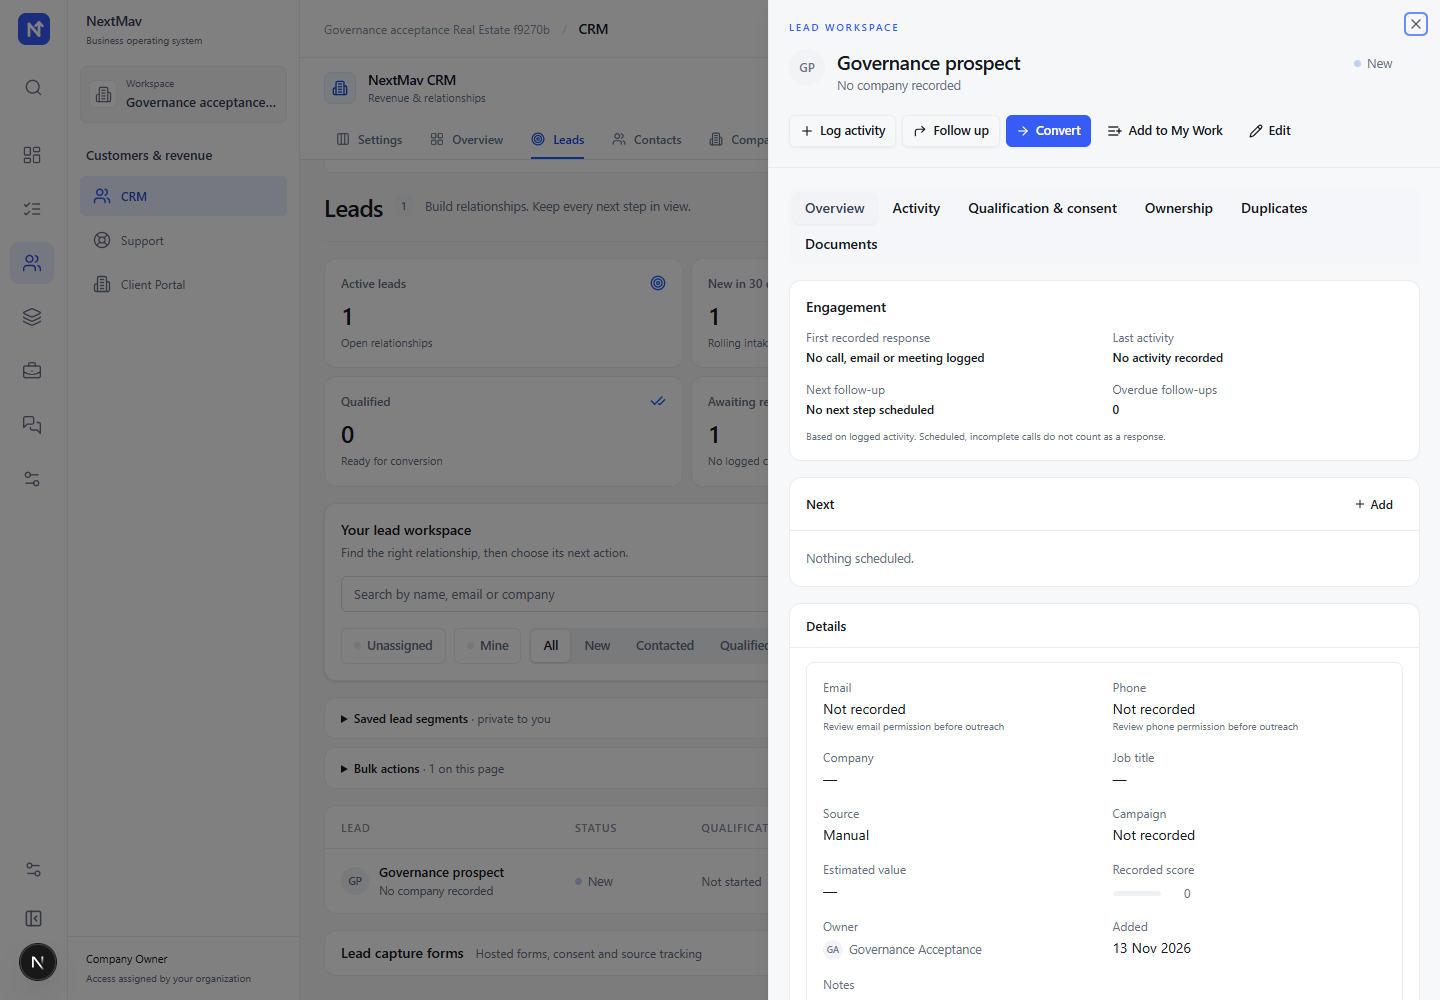 NextMav
Business operating system
Workspace
Governance acceptance...
Customers & revenue
CRM
Support
Client Portal
Company Owner
Access assigned by your organization
N
Governance acceptance Real Estate f9270b / CRM
NextMav CRM
Revenue & relationships
Settings
Overview
Leads
Contacts
Compa
Leads 1 Build relationships. Keep every next step in view.
Active leads
1
Open relationships
New in 30
1
Rolling intak
Qualified
0
Ready for conversion
Awaiting re
1
No logged c
Your lead workspace
Find the right relationship, then choose its next action.
Search by name, email or company
Unassigned
Mine
All
New
Contacted
Qualified
Saved lead segments · private to you
Bulk actions · 1 on this page
LEAD STATUS QUALIFICAT
GP
Governance prospect
No company recorded
New
Not started
Lead capture forms Hosted forms, consent and source tracking
LEAD WORKSPACE
GP
Governance prospect
No company recorded
New
Log activity
Follow up
Convert
Add to My Work
Edit
Overview
Activity
Qualification & consent
Ownership
Duplicates
Documents
Engagement
First recorded response
No call, email or meeting logged
Last activity
No activity recorded
Next follow-up
No next step scheduled
Overdue follow-ups
0
Based on logged activity. Scheduled, incomplete calls do not count as a response.
Next
+ Add
Nothing scheduled.
Details
Email
Not recorded
Review email permission before outreach
Phone
Not recorded
Review phone permission before outreach
Company
—
Job title
—
Source
Manual
Campaign
Not recorded
Estimated value
—
Recorded score
0
Owner
GA Governance Acceptance
Added
13 Nov 2026
Notes